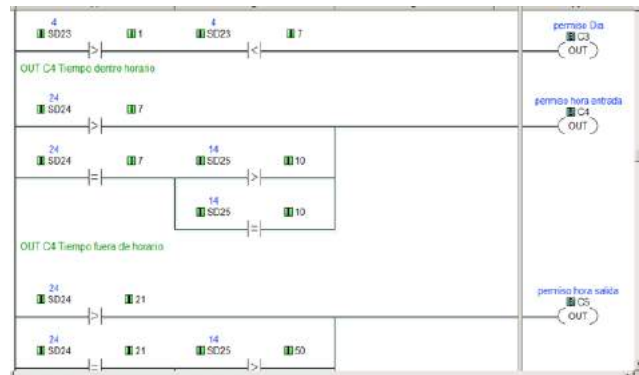 4 4 permiso Dia
SD23 1 SD23 7 C3
> < OUT
OUT C4 Tiempo dentro horario
24 permiso hora entrada
SD24 7 C4
> OUT
24 14
SD24 7 SD25 10
= >
14
SD25 10
=
OUT C4 Tiempo fuera de horario
24 permiso hora salida
SD24 21 C5
> OUT
24 14
SD24 21 SD25 50
= >